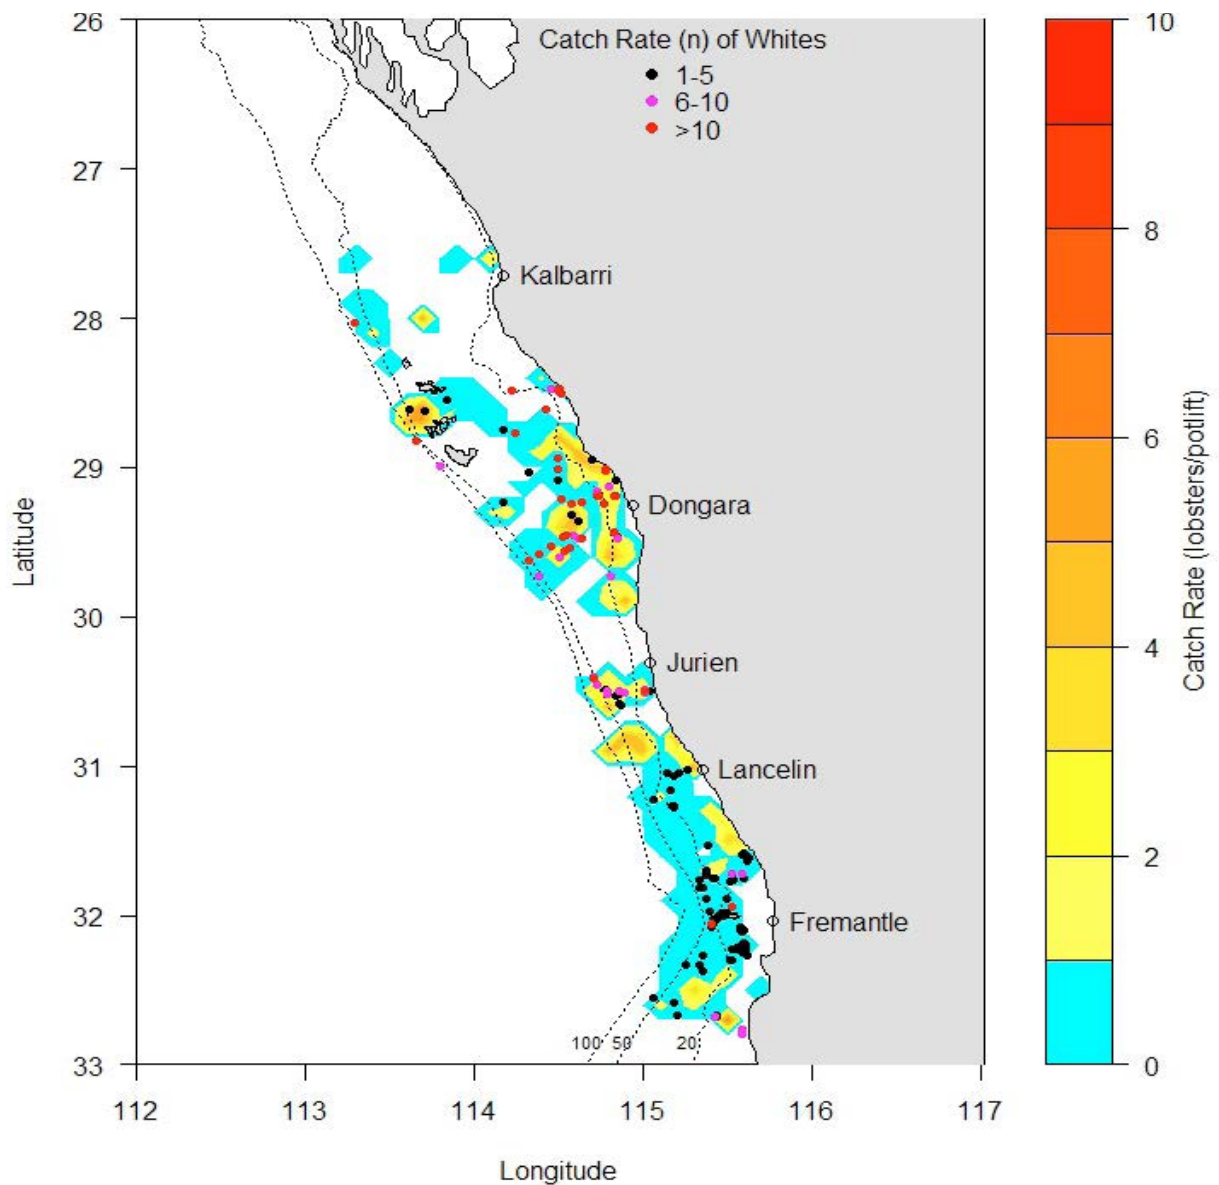 Catch Rate (n) of Whites
1-5
6-10
>10
26
27
28
29
30
31
32
33
Latitude
Kalbarri
Dongara
Jurien
Lancelin
Fremantle
100
50
20
112
113
114
115
116
117
Longitude
10
8
6
4
2
0
Catch Rate (lobsters/potlift)